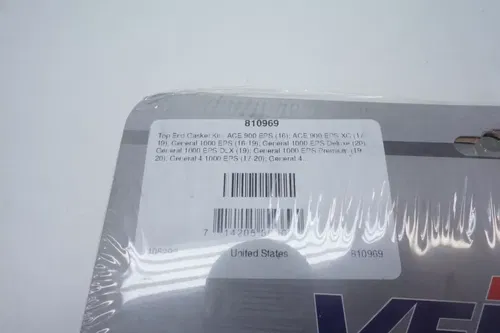 810969
Top End Gasket Kit: ACE 900 EPS (16); ACE 900 EPS XC (17-
19); General 1000 EPS (16-19); General 1000 EPS Deluxe (20);
General 1000 EPS DLX (19); General 1000 EPS Premium (19-
20); General 4 1000 EPS (17-20); General 4...
United States
810969